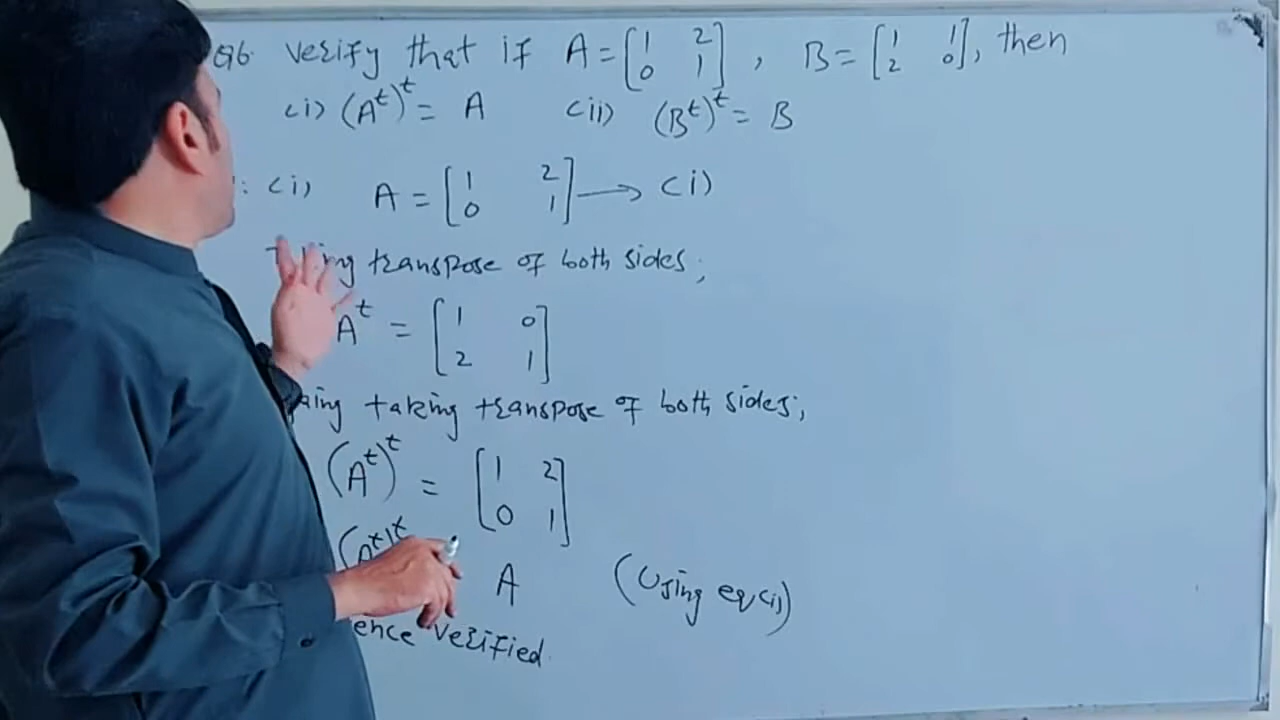 Q6. Verify that if A = [1 2 0 1], B = [1 1 2 0], then
(i) (A^t)^t = A (ii) (B^t)^t = B
: (i) A = [1 2 0 1] → (i)
Taking transpose of both sides;
A^t = [1 0 2 1]
taking transpose of both sides;
(A^t)^t = [1 2 0 1]
(A^t)^t A (Using eq(i))
verified.